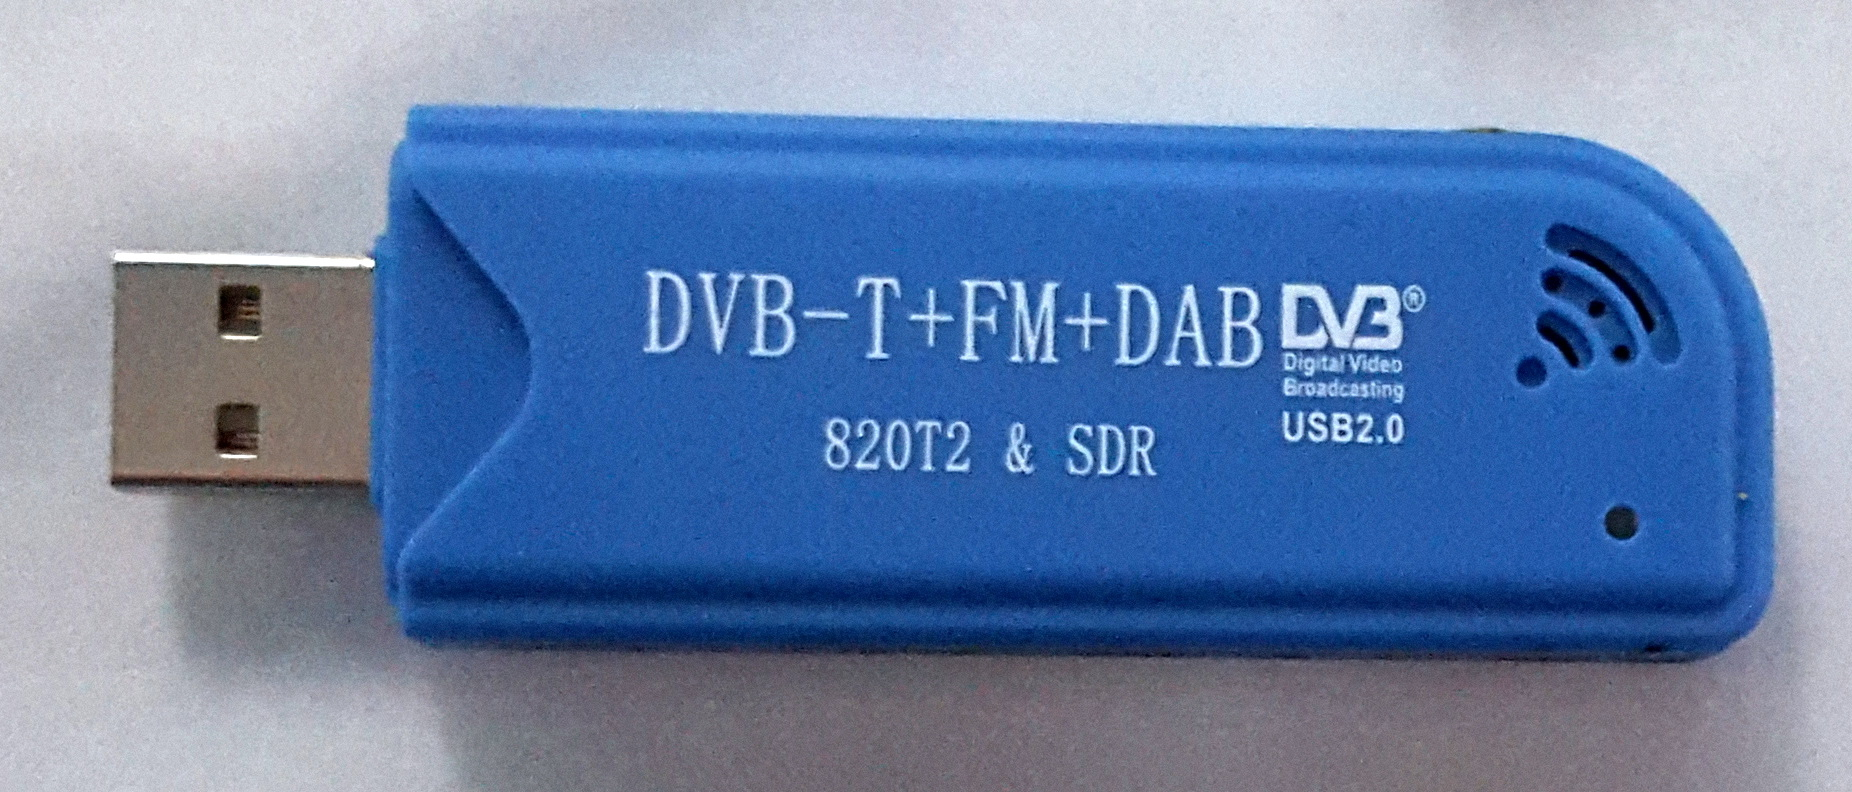 DVB-T+FM+DAB
820T2 & SDR
DVB®
Digital Video
Broadcasting
USB2.0